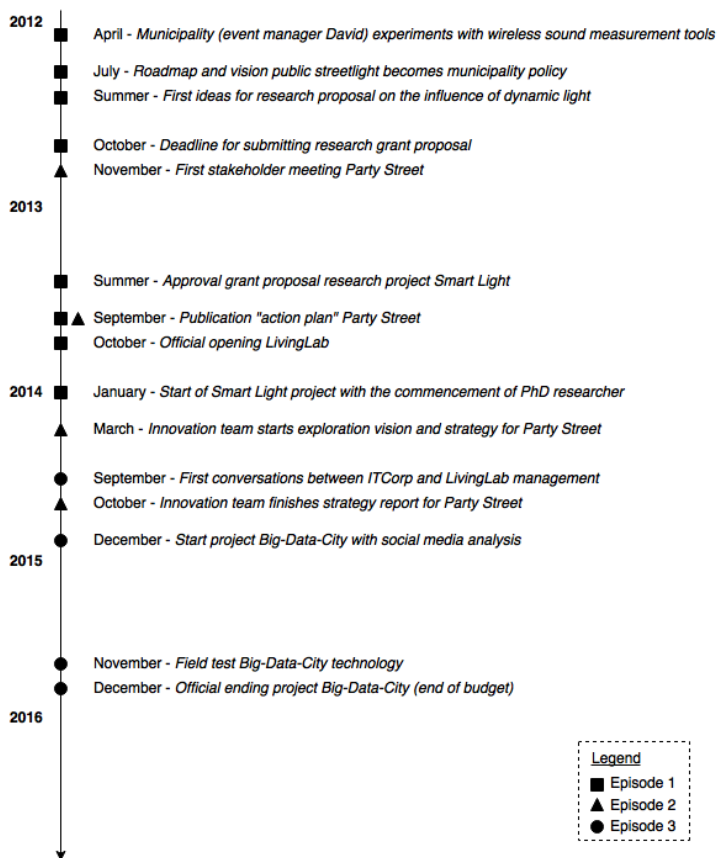 2012
April - Municipality (event manager David) experiments with wireless sound measurement tools
July - Roadmap and vision public streetlight becomes municipality policy
Summer - First ideas for research proposal on the influence of dynamic light
October - Deadline for submitting research grant proposal
November - First stakeholder meeting Party Street
2013
Summer - Approval grant proposal research project Smart Light
September - Publication "action plan" Party Street
October - Official opening LivingLab
2014
January - Start of Smart Light project with the commencement of PhD researcher
March - Innovation team starts exploration vision and strategy for Party Street
September - First conversations between ITCorp and LivingLab management
October - Innovation team finishes strategy report for Party Street
December - Start project Big-Data-City with social media analysis
2015
November - Field test Big-Data-City technology
December - Official ending project Big-Data-City (end of budget)
2016
Legend
Episode 1
Episode 2
Episode 3